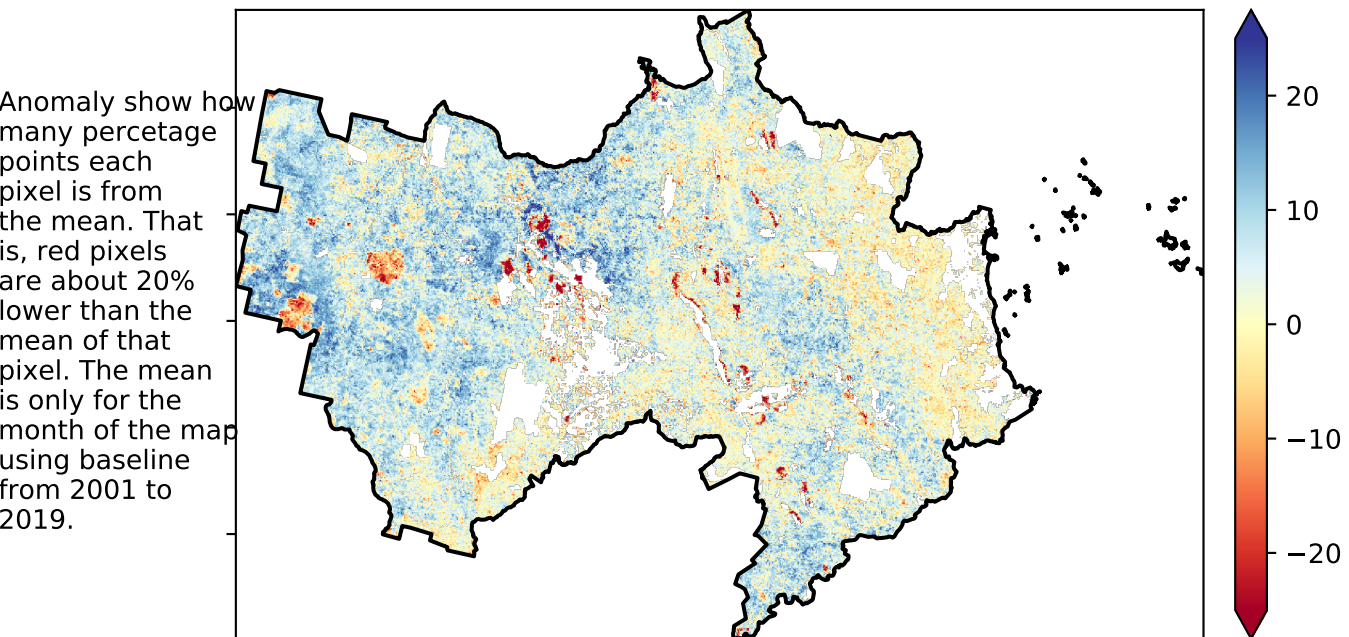 Anomaly show how
many percetage
points each
pixel is from
the mean. That
is, red pixels
are about 20%
lower than the
mean of that
pixel. The mean
is only for the
month of the map
using baseline
from 2001 to
2019.
20
10
0
−10
−20